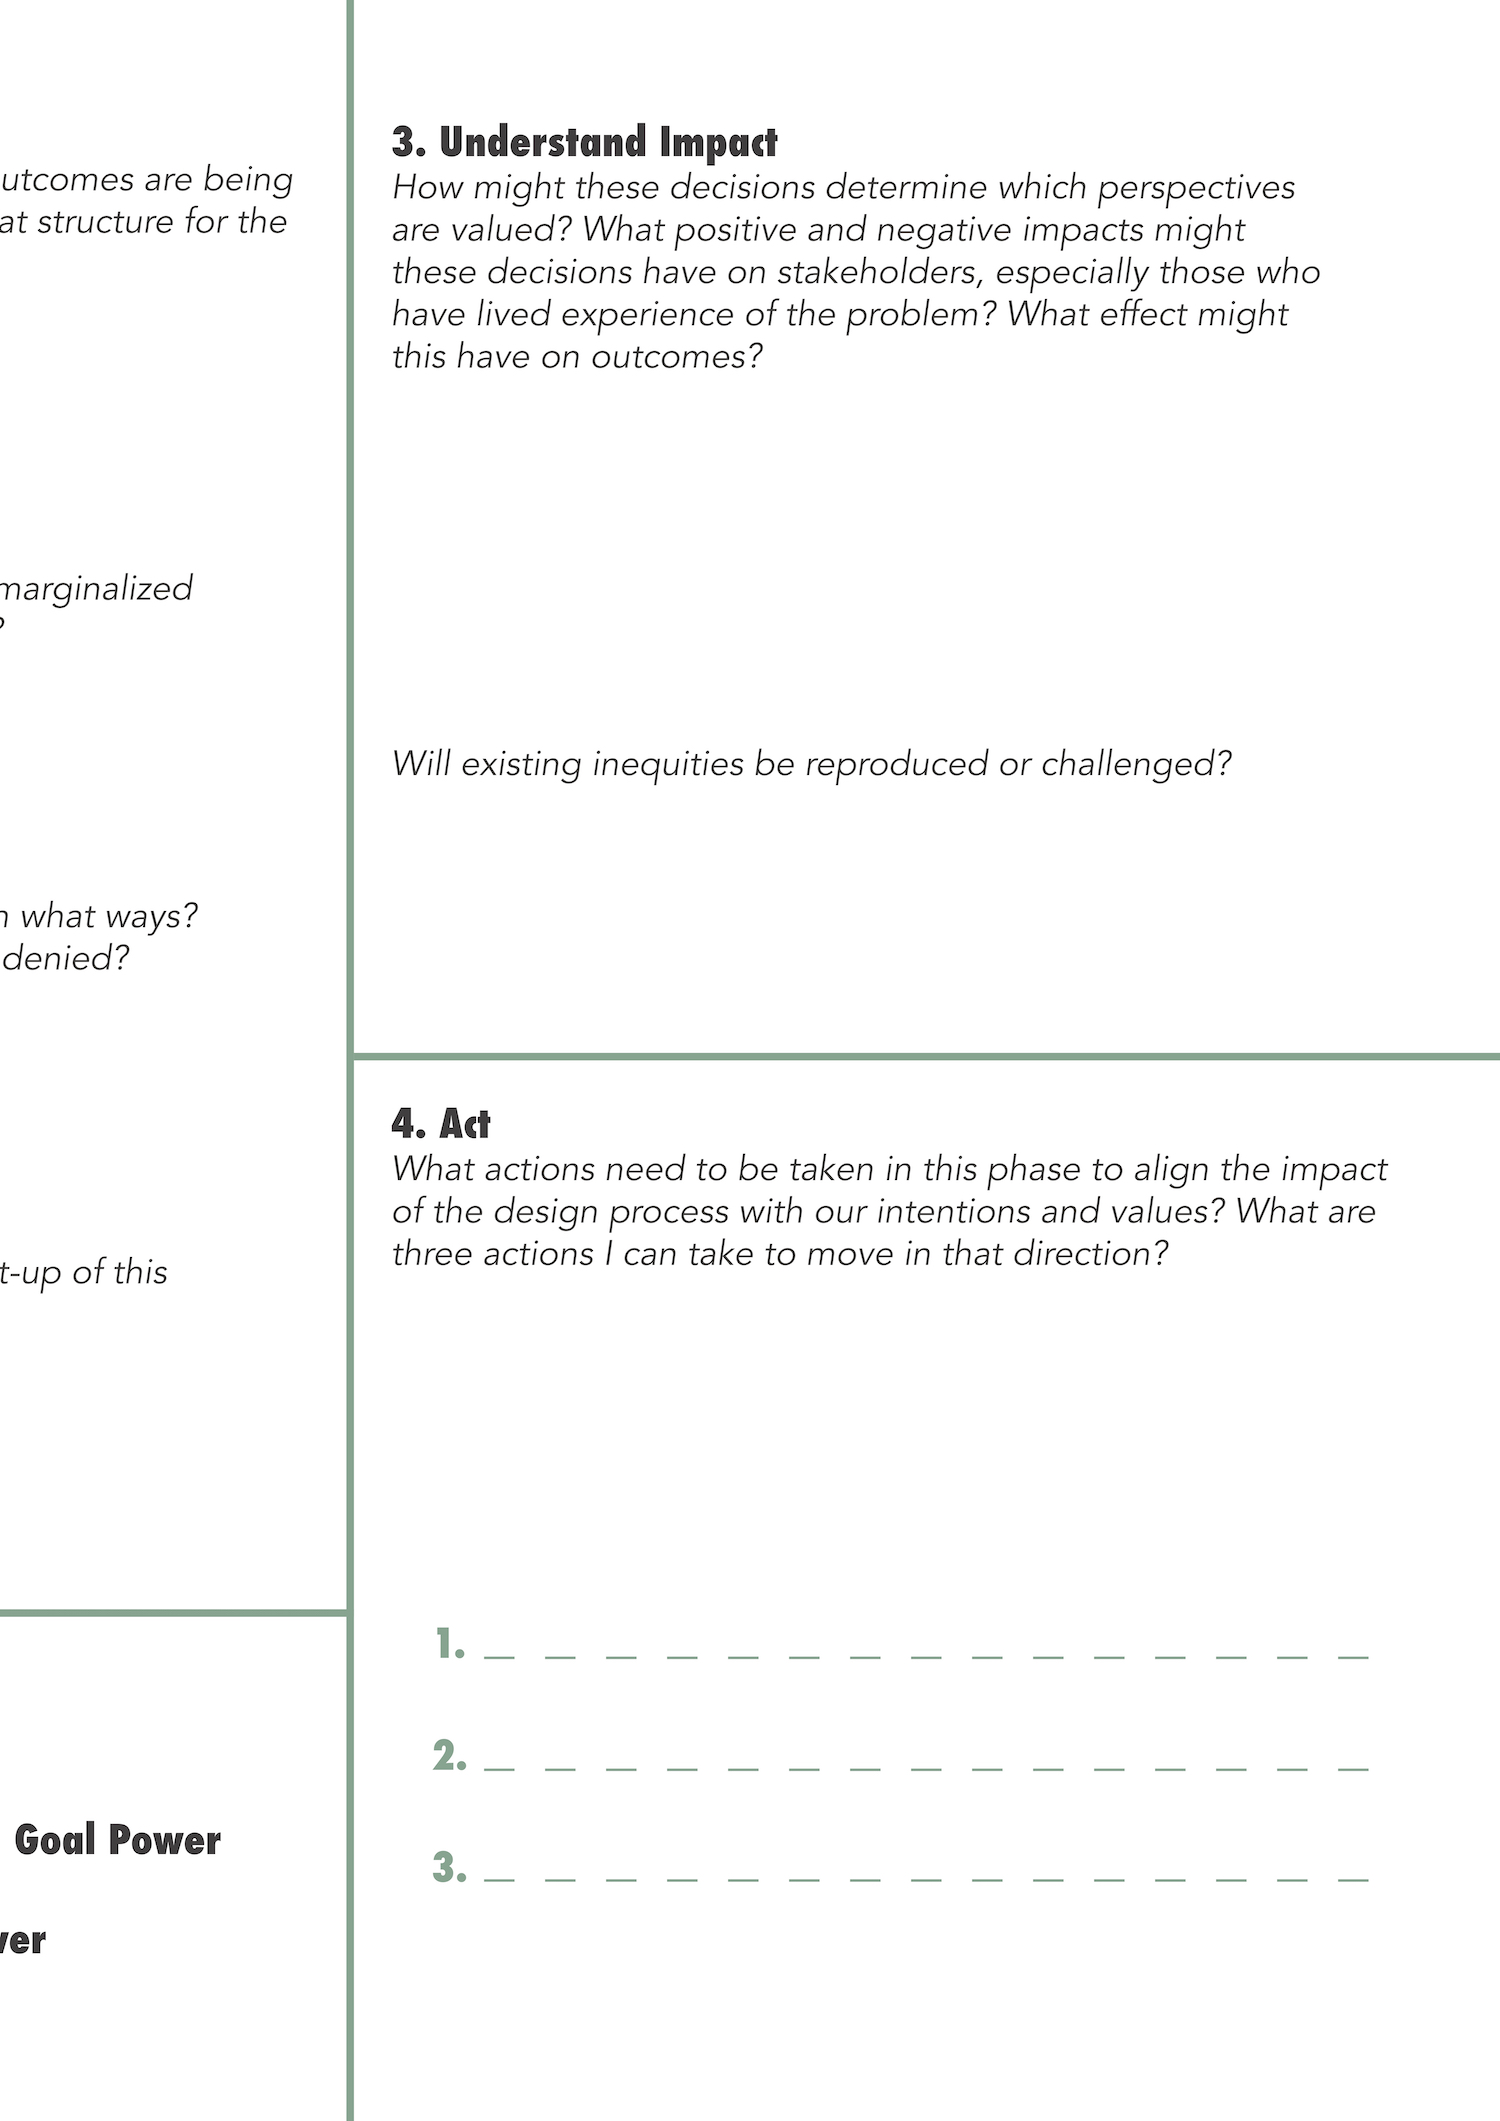 utcomes are being
at structure for the
marginalized
?
what ways?
denied?
t-up of this
Goal Power
3. Understand Impact
How might these decisions determine which perspectives
are valued? What positive and negative impacts might
these decisions have on stakeholders, especially those who
have lived experience of the problem? What effect might
this have on outcomes?
Will existing inequities be reproduced or challenged?
4. Act
What actions need to be taken in this phase to align the impact
of the design process with our intentions and values? What are
three actions I can take to move in that direction?
1.
2.
3.